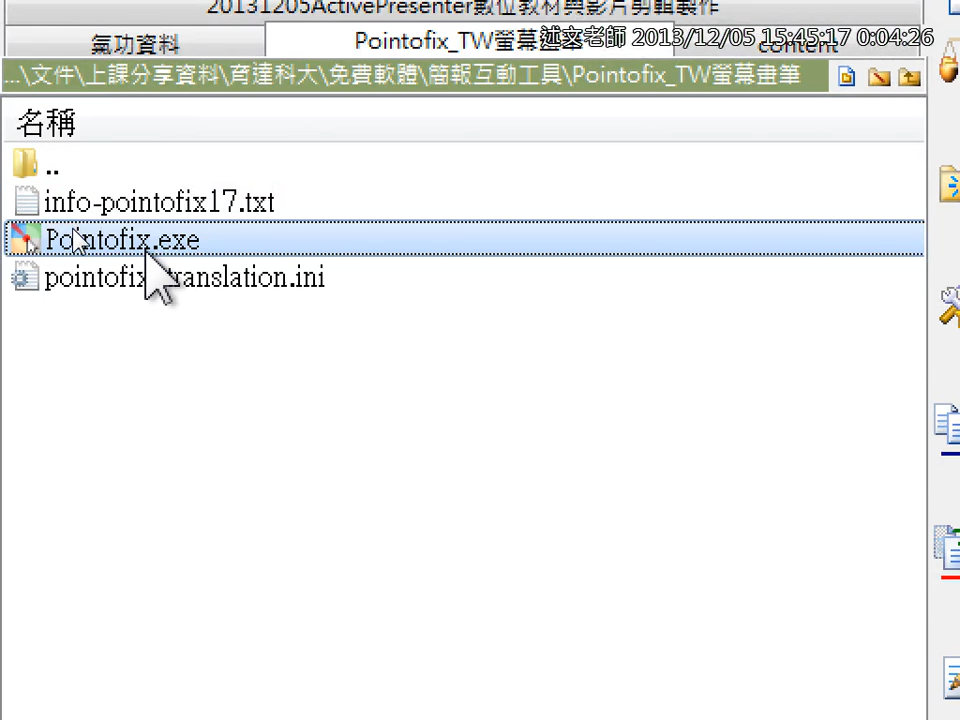 20131205ActivePresenter數位教材與影片剪輯製作
氣功資料
Pointofix_TW螢幕畫筆
content
述文老師 2013/12/05 15:45:17 0:04:26
...\文件\上課分享資料\育達科大\免費軟體\簡報互動工具\Pointofix_TW螢幕畫筆
名稱
..
info-pointofix17.txt
Pointofix.exe
pointofix_translation.ini